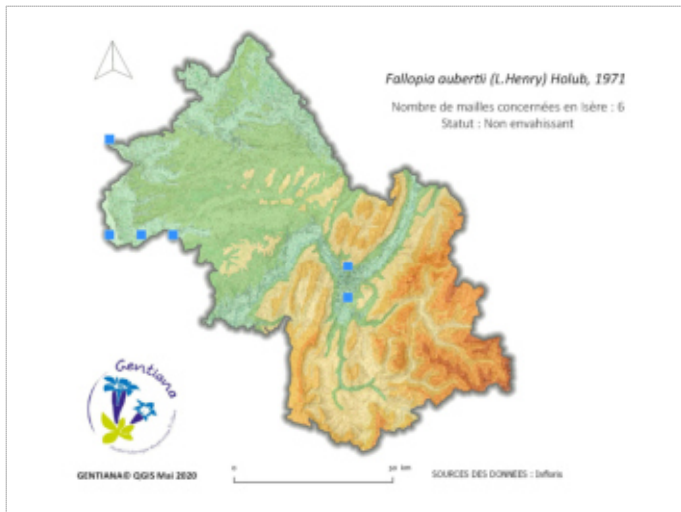 Fallopia aubertii (L.Henry) Holub, 1971
Nombre de mailles concernées en Isère : 6
Statut : Non envahissant
Gentiana
GENTIANA© QGIS Mai 2020
0
50 km
SOURCES DES DONNEES : Infloris